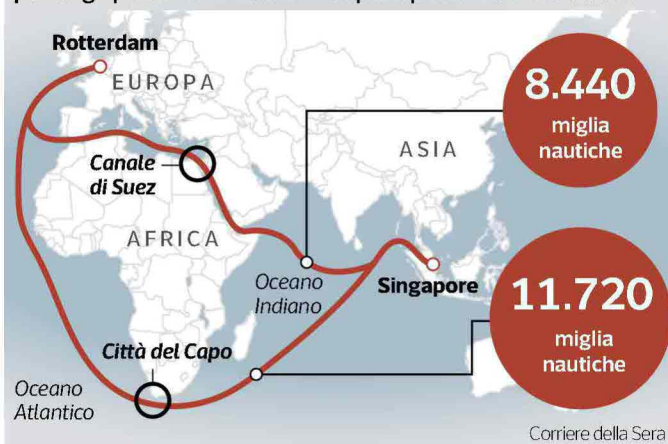 Rotterdam
EUROPA
8.440
miglia
nautiche
ASIA
Canale
di Suez
AFRICA
Oceano
Indiano
Singapore
11.720
miglia
nautiche
Città del Capo
Oceano
Atlantico
Corriere della Sera